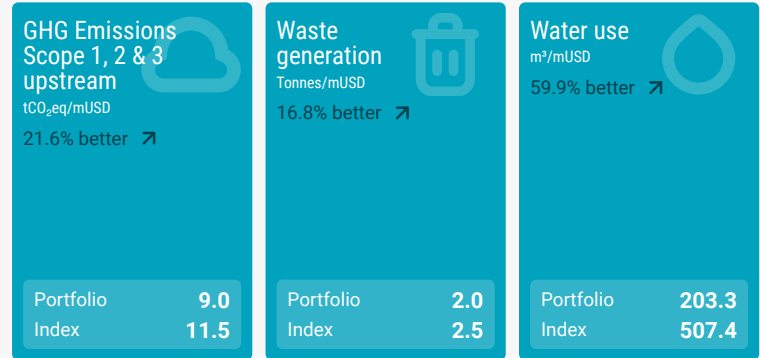 GHG Emissions
Scope 1, 2 & 3
upstream
tCO₂eq/mUSD
21.6% better
Portfolio 9.0
Index 11.5
Waste
generation
Tonnes/mUSD
16.8% better
Portfolio 2.0
Index 2.5
Water use
m³/mUSD
59.9% better
Portfolio 203.3
Index 507.4